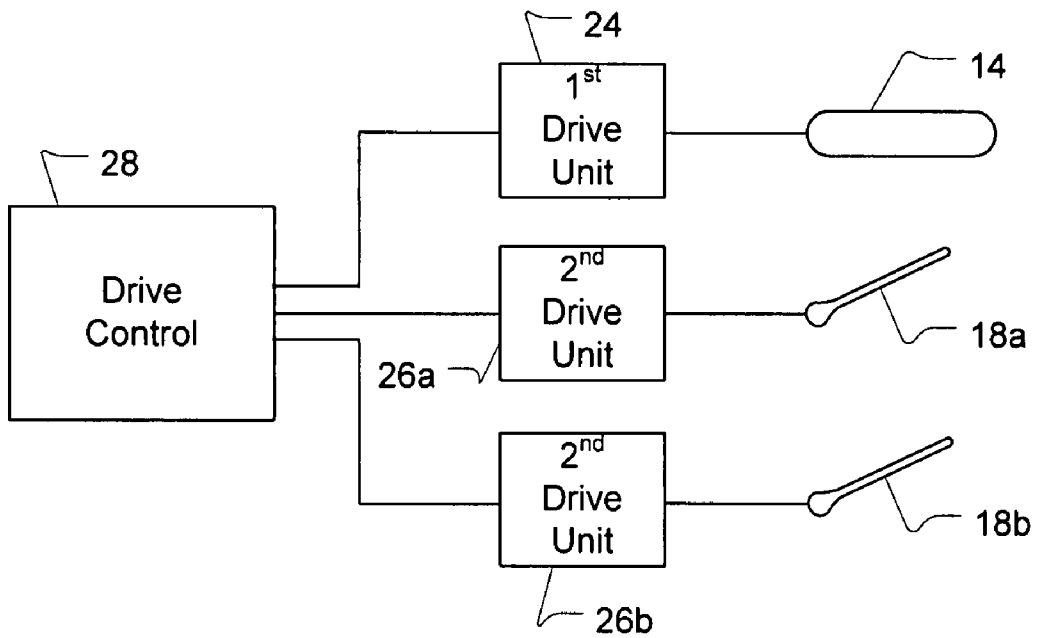 24
1st
Drive
Unit
14
28
Drive
Control
2nd
Drive
Unit
26a
18a
2nd
Drive
Unit
18b
26b